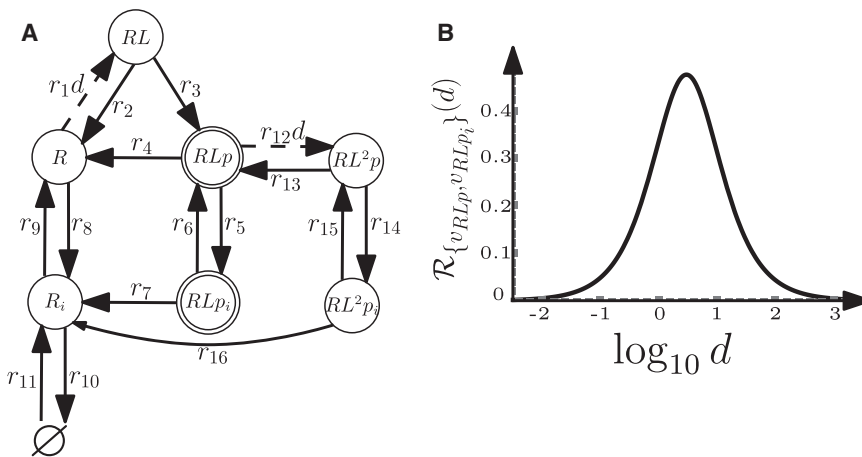 A
RL
r₁d
r₂
r₃
R
r₄
RLp
r₁₂d
RL²p
r₁₃
r₉
r₈
r₆
r₅
r₁₅
r₁₄
Rᵢ
r₇
RLpᵢ
RL²pᵢ
r₁₆
r₁₁
r₁₀
∅
B
ℛ{v_RLp,v_RLpᵢ}(d)
0.4
0.3
0.2
0.1
0
-2 -1 0 1 2 3
log₁₀ d